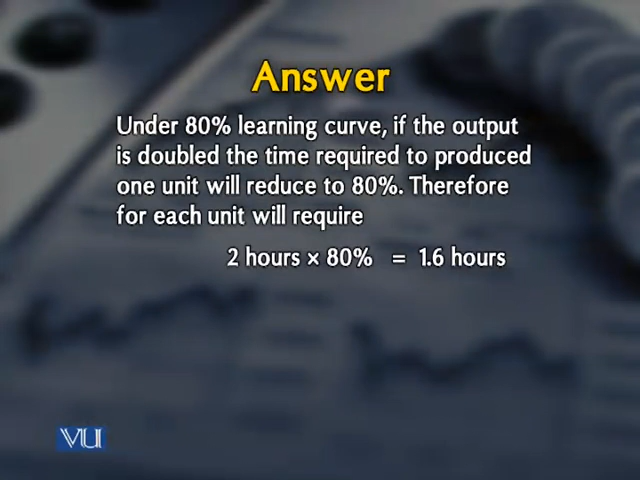 Answer
Under 80% learning curve, if the output
is doubled the time required to produced
one unit will reduce to 80%. Therefore
for each unit will require
2 hours × 80% = 1.6 hours
VU